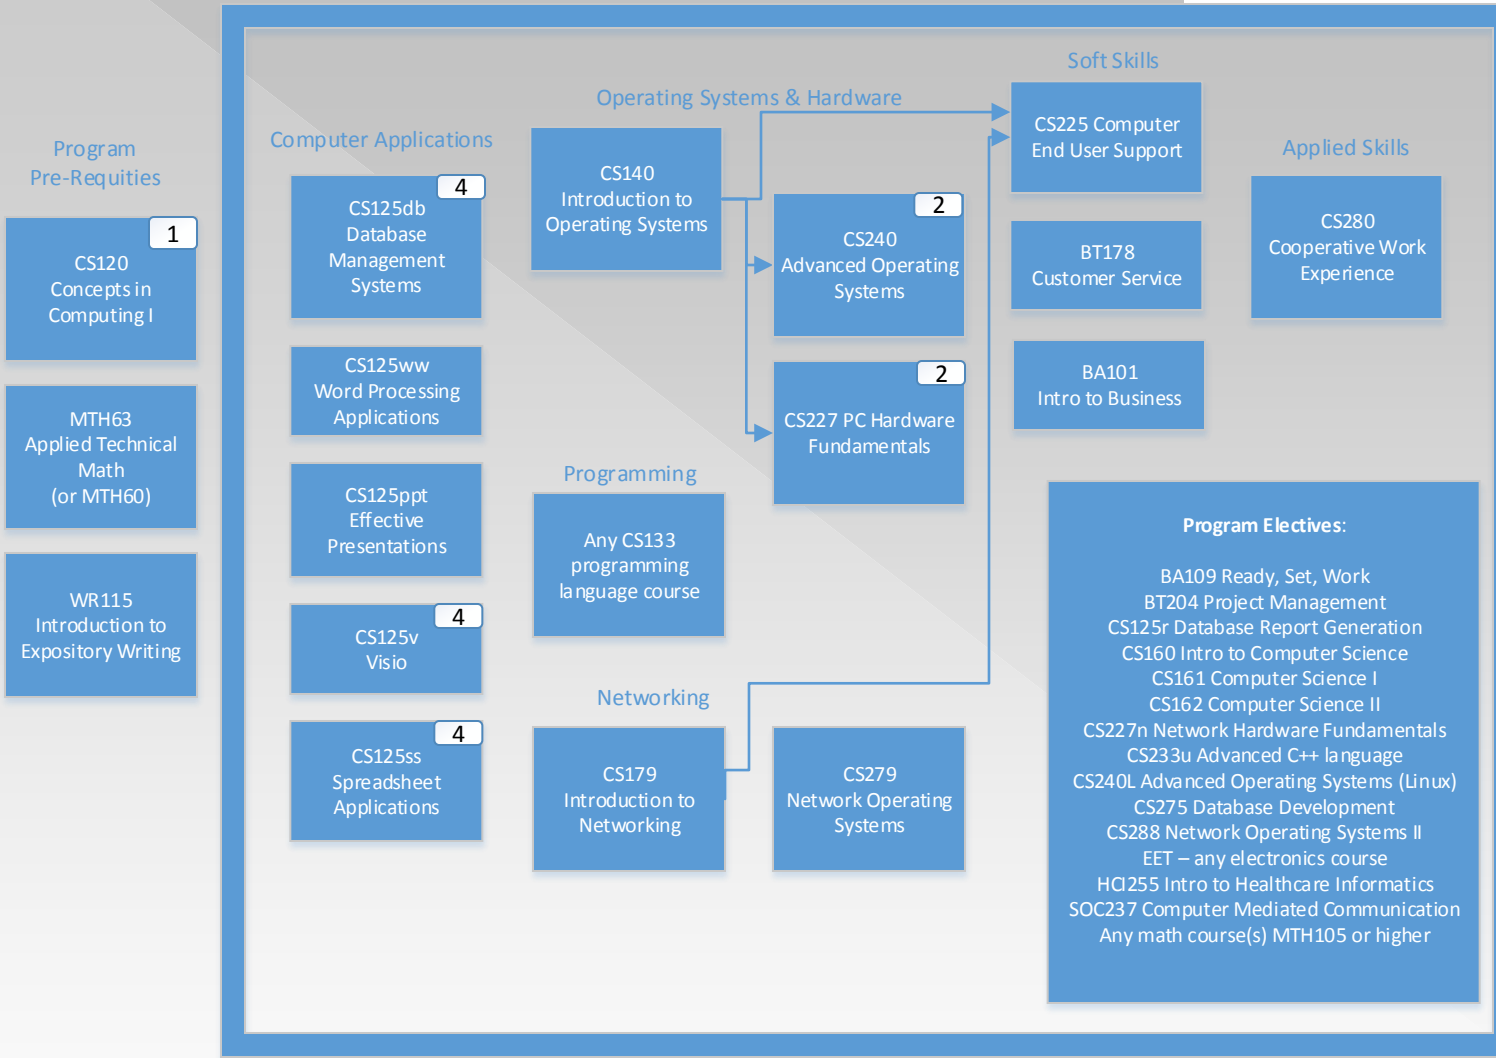 Program
Pre-Requities
1
CS120
Concepts in
Computing I
MTH63
Applied Technical
Math
(or MTH60)
WR115
Introduction to
Expository Writing
Computer Applications
4
CS125db
Database
Management
Systems
CS125ww
Word Processing
Applications
CS125ppt
Effective
Presentations
4
CS125v
Visio
4
CS125ss
Spreadsheet
Applications
Operating Systems & Hardware
CS140
Introduction to
Operating Systems
2
CS240
Advanced Operating
Systems
2
CS227 PC Hardware
Fundamentals
Programming
Any CS133
programming
language course
Networking
CS179
Introduction to
Networking
CS279
Network Operating
Systems
Soft Skills
CS225 Computer
End User Support
BT178
Customer Service
BA101
Intro to Business
Applied Skills
CS280
Cooperative Work
Experience
Program Electives:
BA109 Ready, Set, Work
BT204 Project Management
CS125r Database Report Generation
CS160 Intro to Computer Science
CS161 Computer Science I
CS162 Computer Science II
CS227n Network Hardware Fundamentals
CS233u Advanced C++ language
CS240L Advanced Operating Systems (Linux)
CS275 Database Development
CS288 Network Operating Systems II
EET – any electronics course
HCI255 Intro to Healthcare Informatics
SOC237 Computer Mediated Communication
Any math course(s) MTH105 or higher